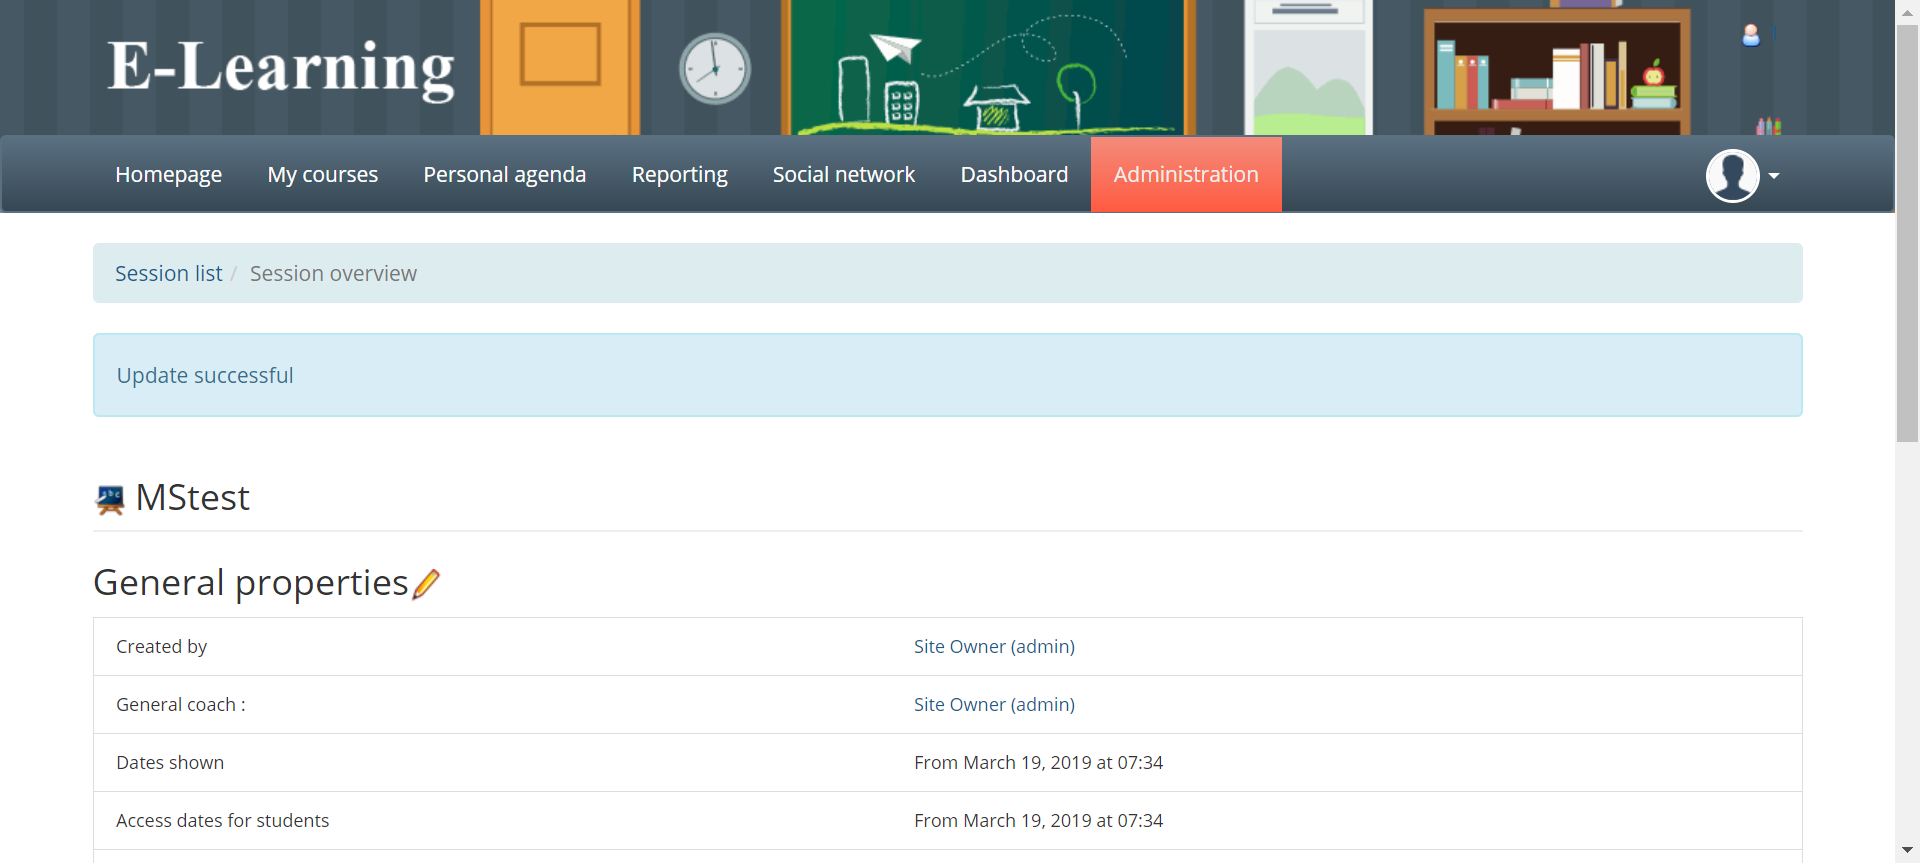 E-Learning
Homepage My courses Personal agenda Reporting Social network Dashboard Administration
Session list / Session overview
Update successful
MStest
General properties
Created by Site Owner (admin)
General coach : Site Owner (admin)
Dates shown From March 19, 2019 at 07:34
Access dates for students From March 19, 2019 at 07:34